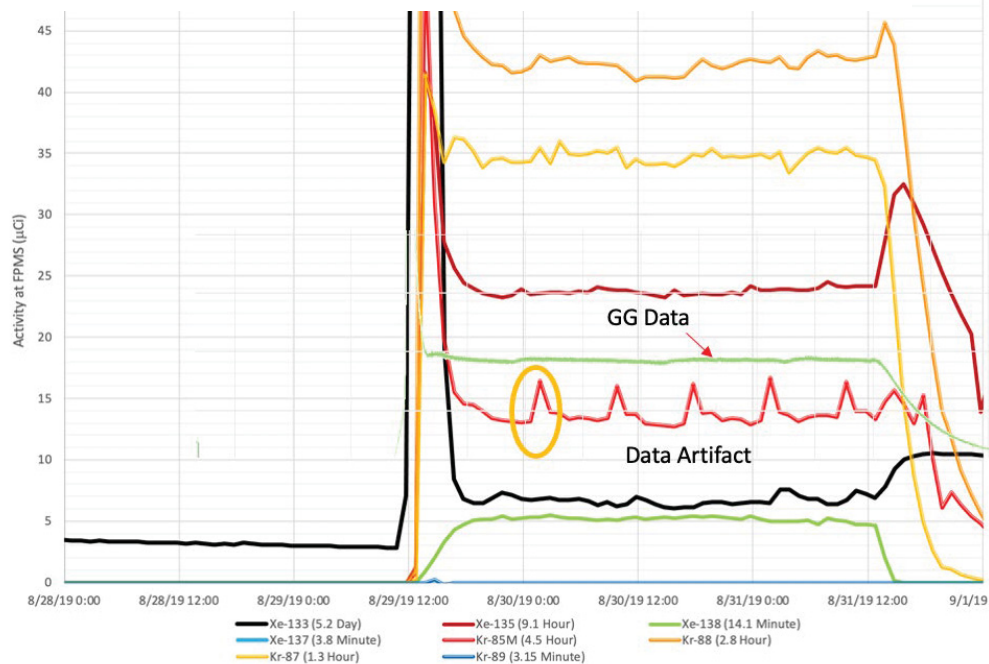 45
40
35
30
25
20
15
10
5
0
Activity at FPMS (μCi)
GG Data
Data Artifact
8/28/19 0:00
8/28/19 12:00
8/29/19 0:00
8/29/19 12:00
8/30/19 0:00
8/30/19 12:00
8/31/19 0:00
8/31/19 12:00
9/1/19 0:00
Xe-133 (5.2 Day)
Xe-135 (9.1 Hour)
Xe-138 (14.1 Minute)
Xe-137 (3.8 Minute)
Kr-85M (4.5 Hour)
Kr-88 (2.8 Hour)
Kr-87 (1.3 Hour)
Kr-89 (3.15 Minute)